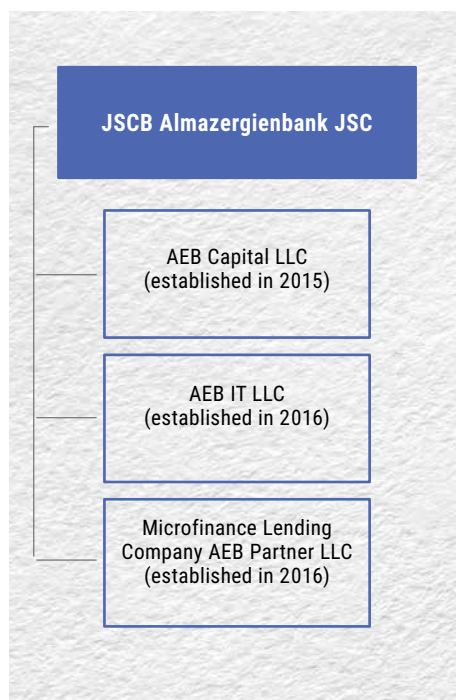 JSCB Almazergienbank JSC
AEB Capital LLC
(established in 2015)
AEB IT LLC
(established in 2016)
Microfinance Lending
Company AEB Partner LLC
(established in 2016)